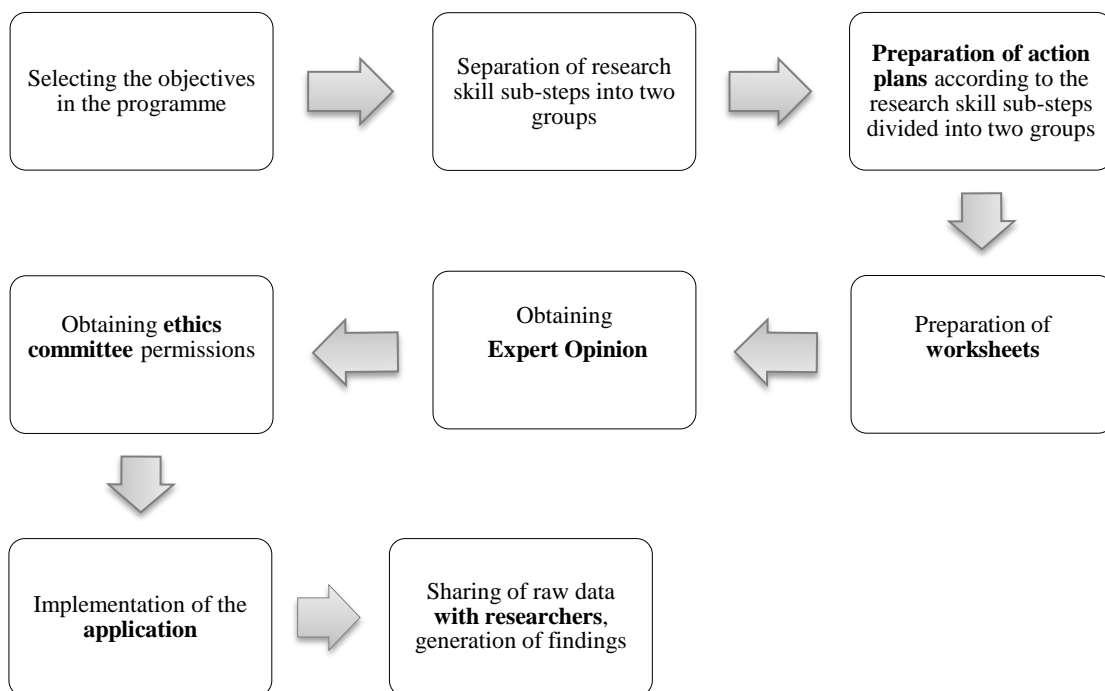 Selecting the objectives
in the programme
Separation of research
skill sub-steps into two
groups
Preparation of action
plans according to the
research skill sub-steps
divided into two groups
Preparation of
worksheets
Obtaining
Expert Opinion
Obtaining ethics
committee permissions
Implementation of the
application
Sharing of raw data
with researchers,
generation of findings